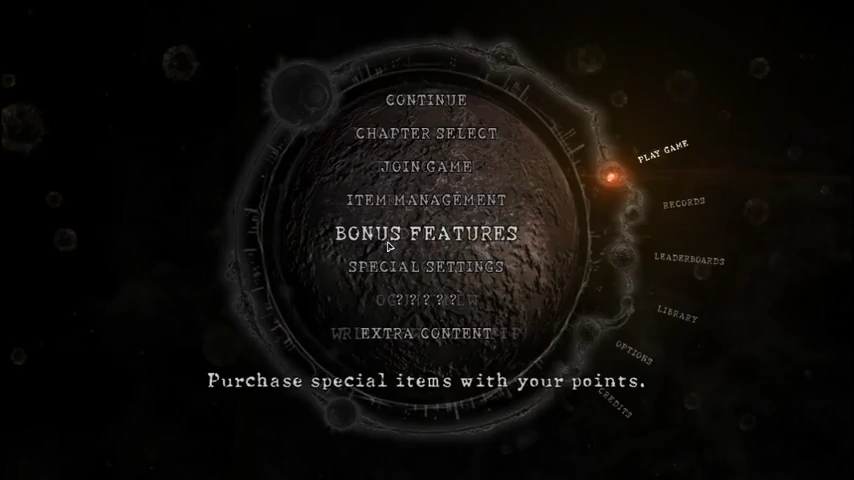 CONTINUE
CHAPTER SELECT
JOIN GAME
ITEM MANAGEMENT
BONUS FEATURES
SPECIAL SETTINGS
?????
EXTRA CONTENT
Purchase special items with your points.
PLAY GAME
RECORDS
LEADERBOARDS
LIBRARY
OPTIONS
CREDITS